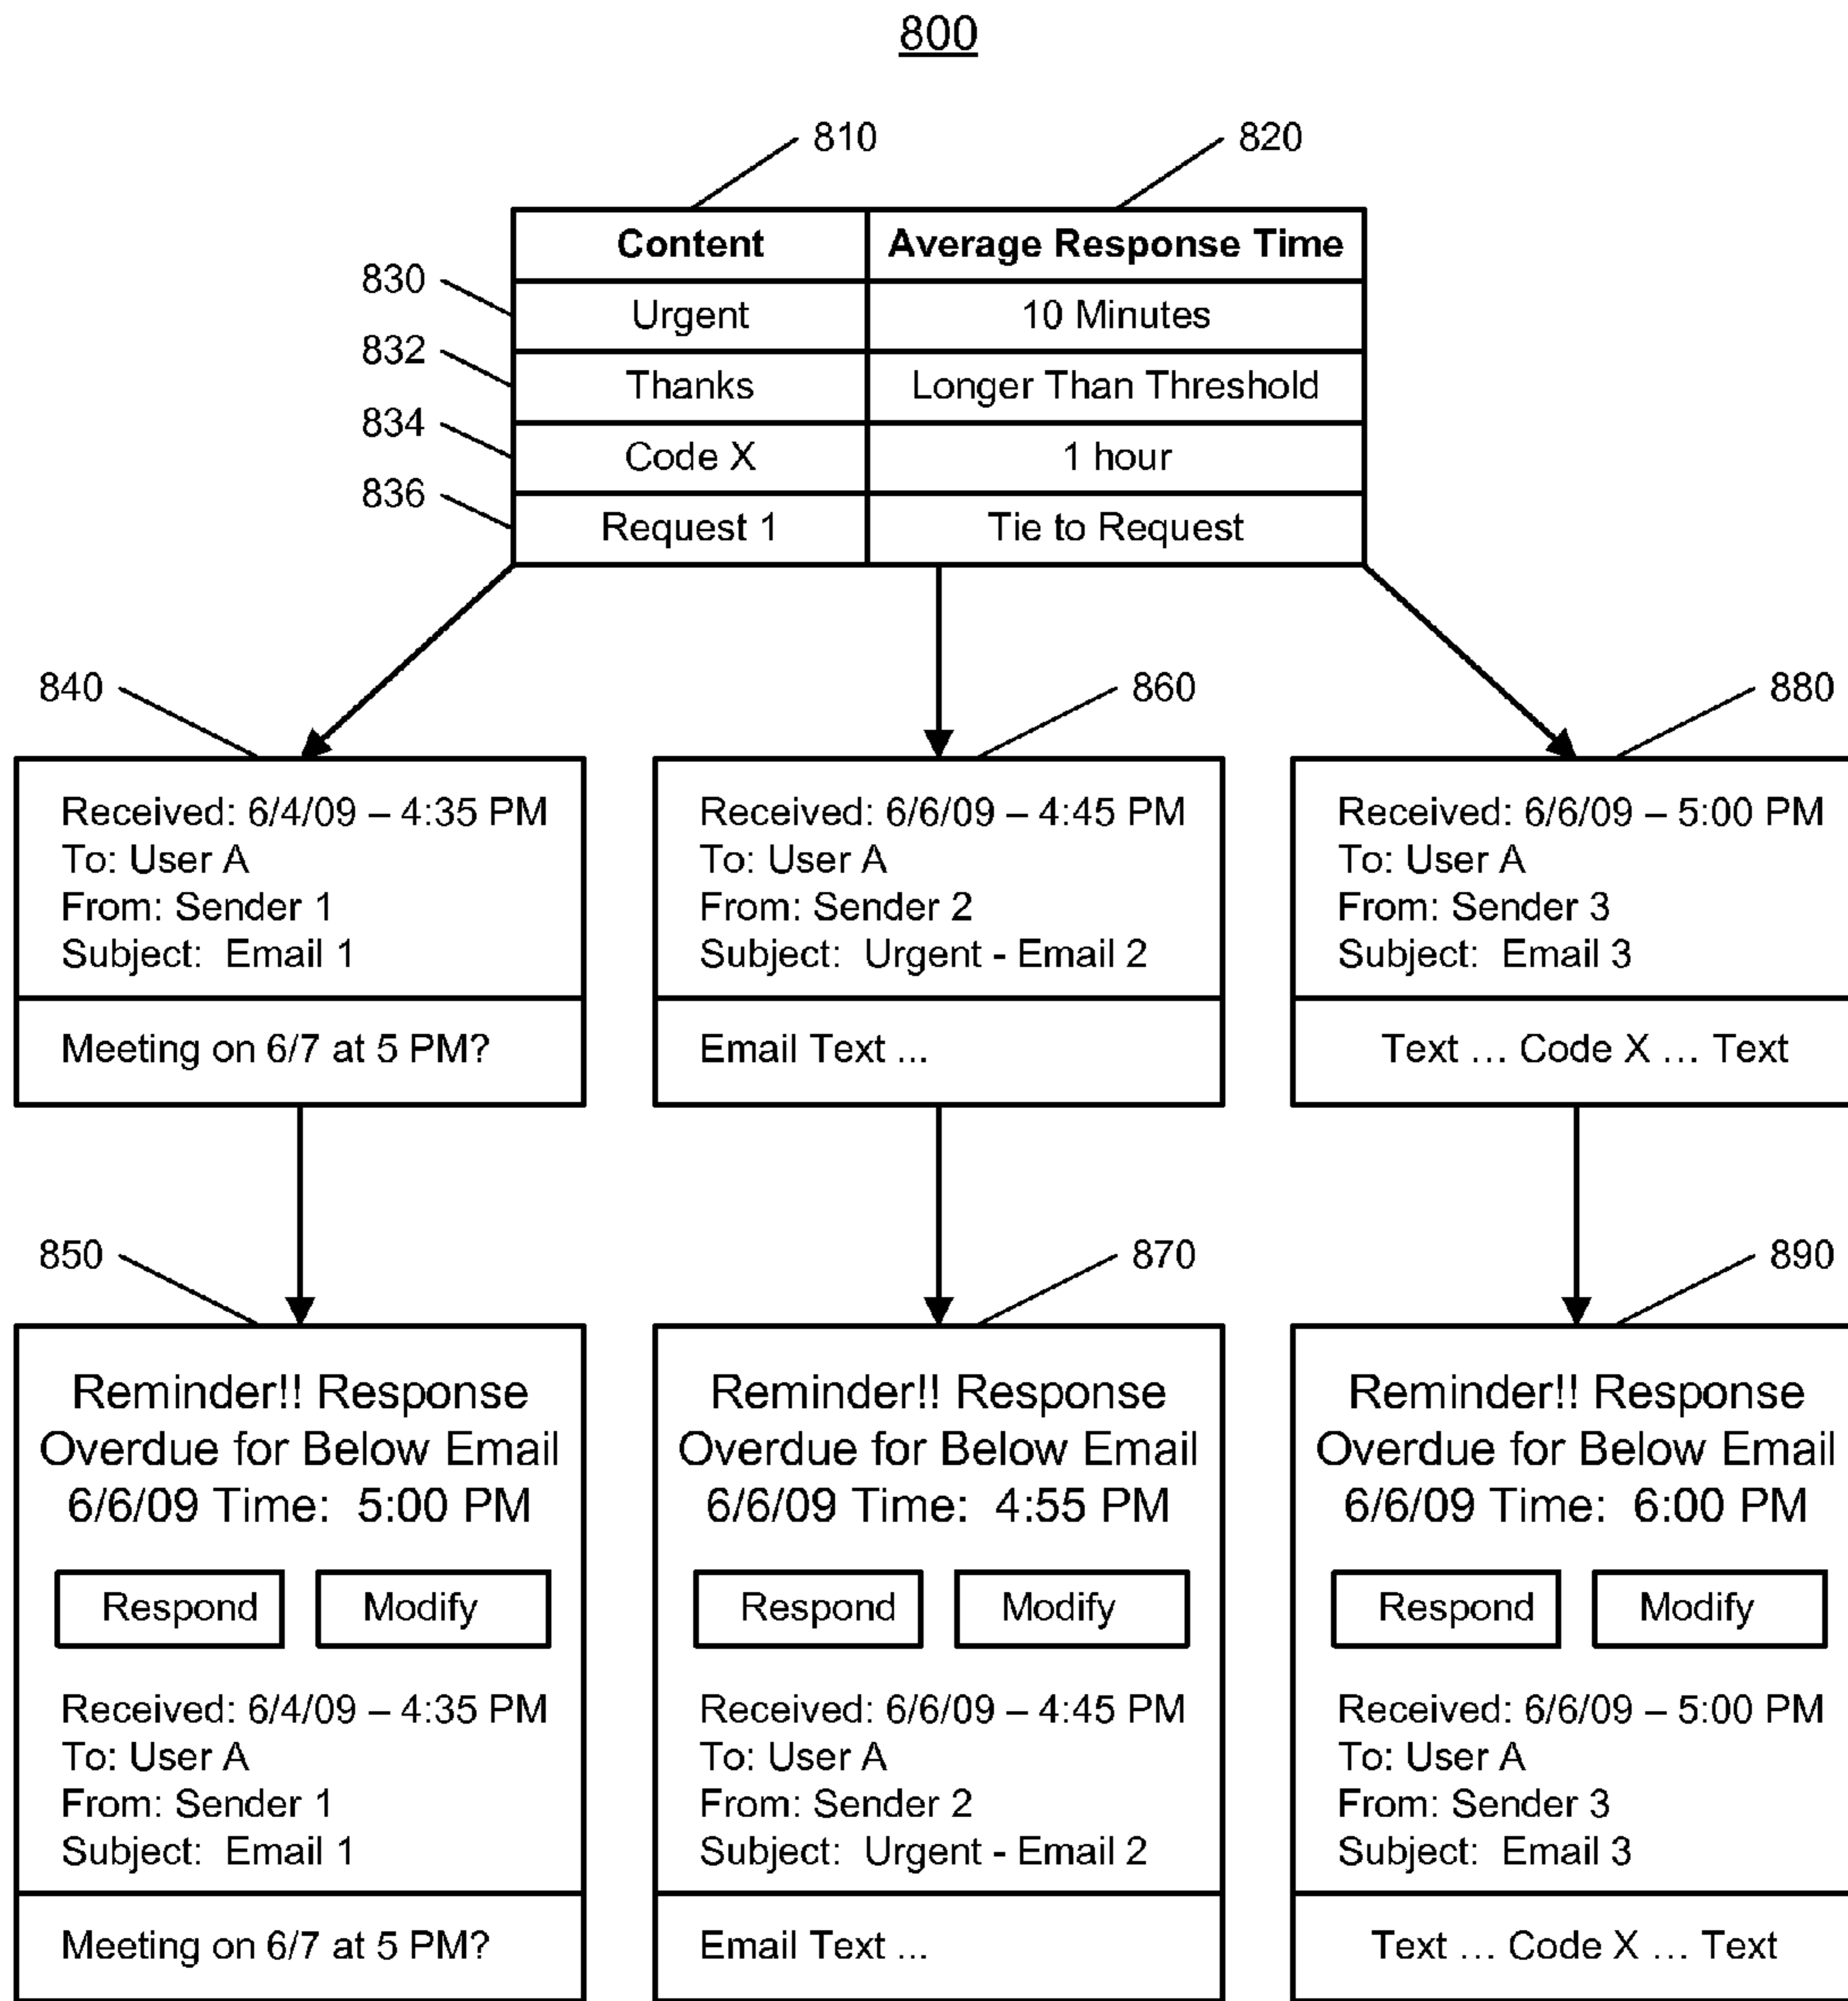 800
810
820
Content Average Response Time
830
Urgent 10 Minutes
832
Thanks Longer Than Threshold
834
Code X 1 hour
836
Request 1 Tie to Request
840
Received: 6/4/09 – 4:35 PM
To: User A
From: Sender 1
Subject: Email 1
Meeting on 6/7 at 5 PM?
860
Received: 6/6/09 – 4:45 PM
To: User A
From: Sender 2
Subject: Urgent - Email 2
Email Text ...
880
Received: 6/6/09 – 5:00 PM
To: User A
From: Sender 3
Subject: Email 3
Text ... Code X ... Text
850
Reminder!! Response
Overdue for Below Email
6/6/09 Time: 5:00 PM
Respond Modify
Received: 6/4/09 – 4:35 PM
To: User A
From: Sender 1
Subject: Email 1
Meeting on 6/7 at 5 PM?
870
Reminder!! Response
Overdue for Below Email
6/6/09 Time: 4:55 PM
Respond Modify
Received: 6/6/09 – 4:45 PM
To: User A
From: Sender 2
Subject: Urgent - Email 2
Email Text ...
890
Reminder!! Response
Overdue for Below Email
6/6/09 Time: 6:00 PM
Respond Modify
Received: 6/6/09 – 5:00 PM
To: User A
From: Sender 3
Subject: Email 3
Text ... Code X ... Text